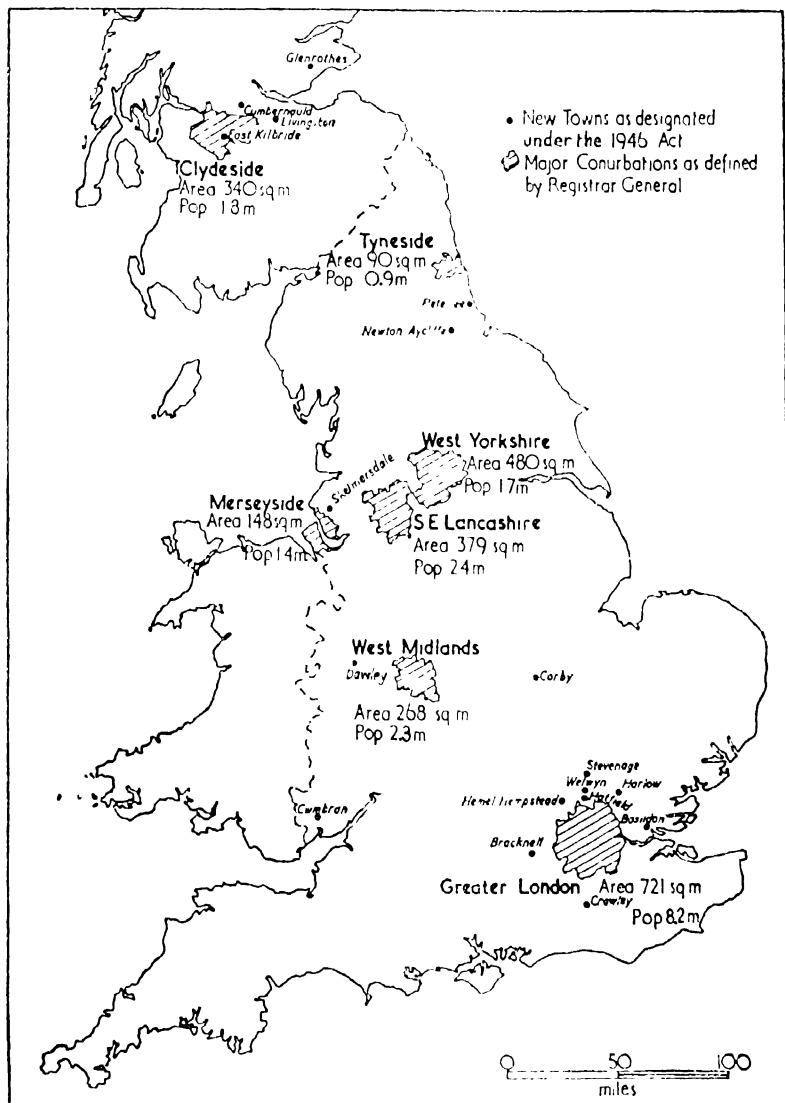 Glenrothes
Cumbernauld
Livingston
East Kilbride
Clydeside
Area 340 sq m
Pop 1 8 m
• New Towns as designated
under the 1946 Act
Major Conurbations as defined
by Registrar General
Tyneside
Area 90 sq m
Pop 0.9m
Newton Aycliffe
West Yorkshire
Area 480 sq m
Pop 1 7m
Skelmersdale
Merseyside
Area 148 sq m
Pop 1 4 m
S E Lancashire
Area 379 sq m
Pop 2 4 m
West Midlands
Dawley
Area 268 sq m
Pop 2.3 m
Corby
Stevenage
Welwyn
Harlow
Hemel Hempstead
Hatfield
Basildon
Cwmbran
Bracknell
Greater London
Area 721 sq m
Pop 8.2 m
Crawley
0 50 100
miles